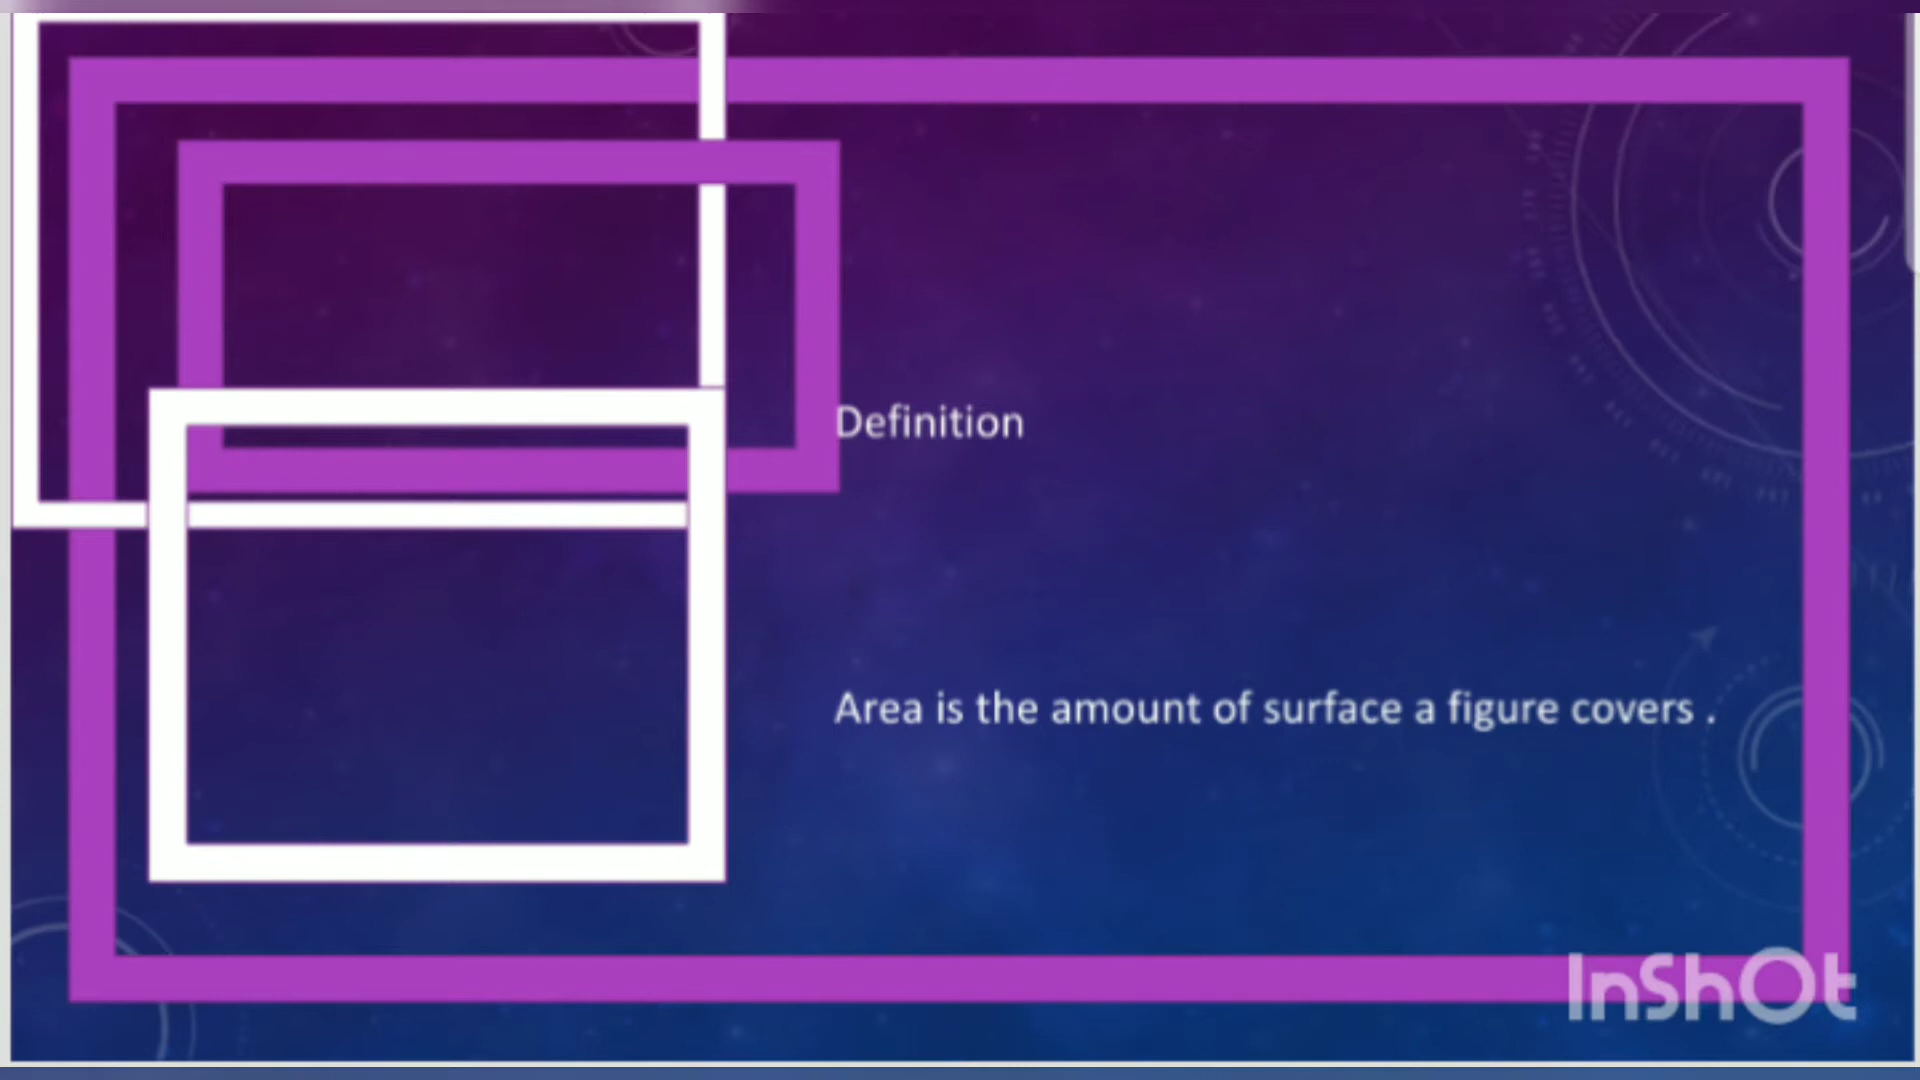 Definition
Area is the amount of surface a figure covers .
InShOt